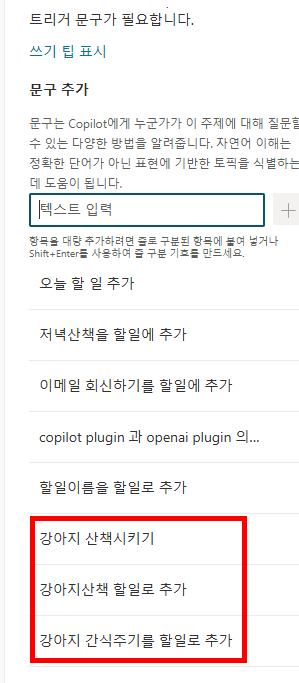 트리거 문구가 필요합니다.
쓰기 팁 표시
문구 추가
문구는 Copilot에게 누군가가 이 주제에 대해 질문할
수 있는 다양한 방법을 알려줍니다. 자연어 이해는
정확한 단어가 아닌 표현에 기반한 토픽을 식별하는
데 도움이 됩니다.
텍스트 입력
항목을 대량 추가하려면 줄로 구분된 항목에 붙여 넣거나
Shift+Enter를 사용하여 줄 구분 기호를 만드세요.
오늘 할 일 추가
저녁산책을 할일에 추가
이메일 회신하기를 할일에 추가
copilot plugin 과 openai plugin 의...
할일이름을 할일로 추가
강아지 산책시키기
강아지산책 할일로 추가
강아지 간식주기를 할일로 추가